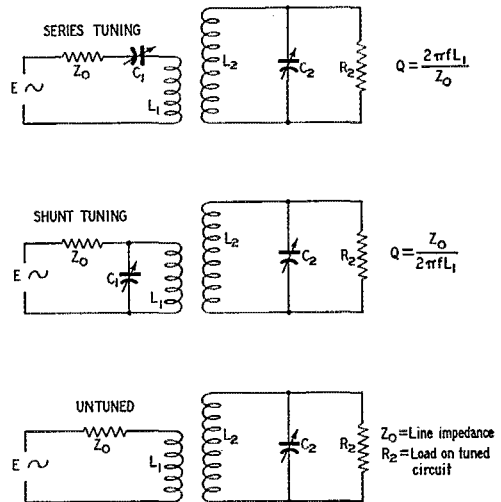 SERIES TUNING
E
Z₀
C₁
L₁
L₂
C₂
R₂
Q = 2πfL₁ / Z₀
SHUNT TUNING
E
Z₀
C₁
L₁
L₂
C₂
R₂
Q = Z₀ / 2πfL₁
UNTUNED
E
Z₀
L₁
L₂
C₂
R₂
Z₀=Line impedance
R₂=Load on tuned
circuit